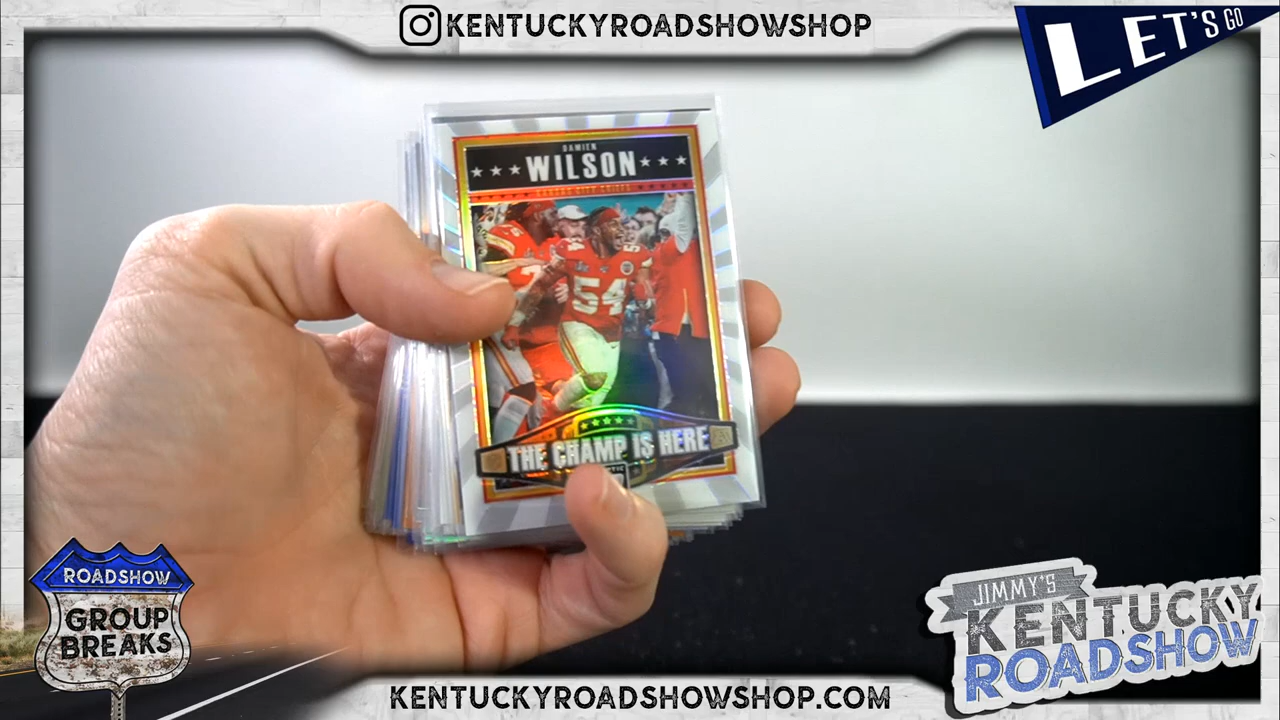 KENTUCKYROADSHOWSHOP
LET'S GO
DAMIEN
WILSON
KANSAS CITY CHIEFS
54
THE CHAMP IS HERE
ROADSHOW
GROUP
BREAKS
JIMMY'S
KENTUCKY
ROADSHOW
KENTUCKYROADSHOWSHOP.COM